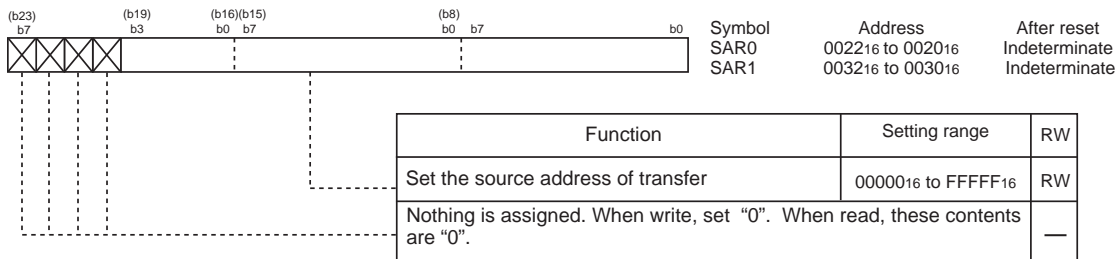 (b23) (b19) (b16)(b15) (b8)
b7 b3 b0 b7 b0 b7 b0
Symbol Address After reset
SAR0 002216 to 002016 Indeterminate
SAR1 003216 to 003016 Indeterminate
Function Setting range RW
Set the source address of transfer 0000016 to FFFFF16 RW
Nothing is assigned. When write, set “0”. When read, these contents
are “0”. —